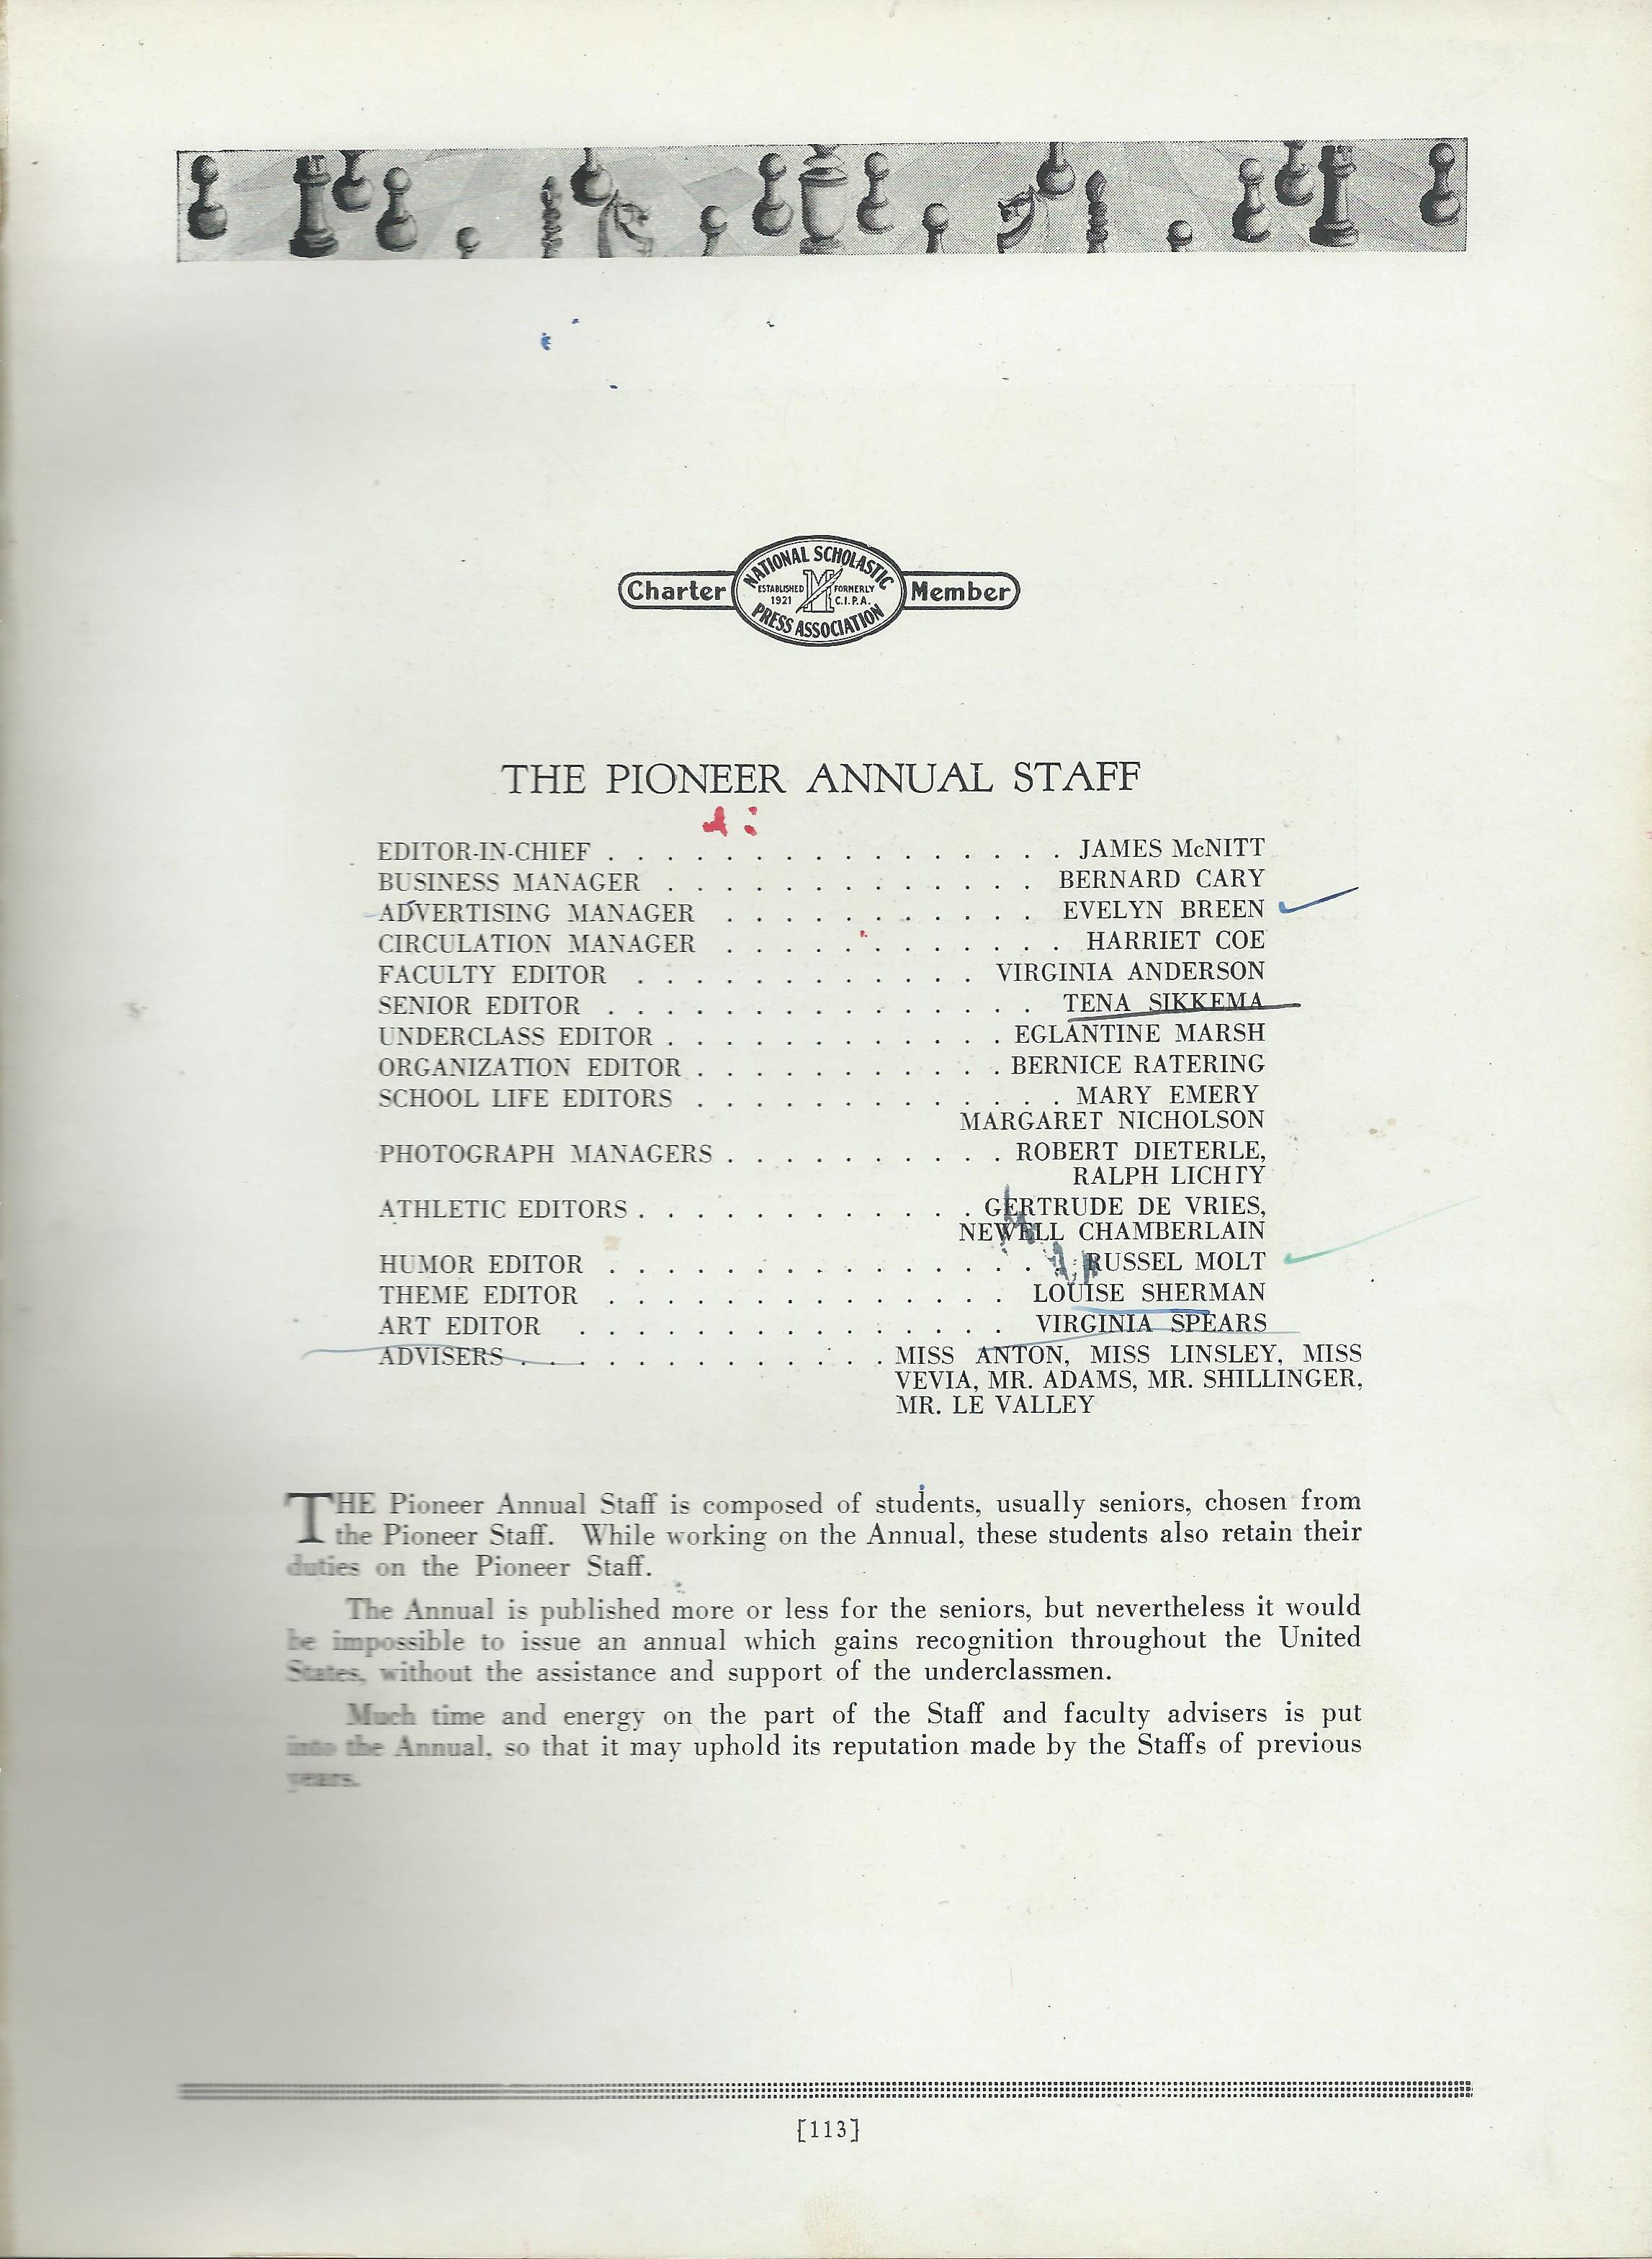 Charter
NATIONAL SCHOLASTIC
ESTABLISHED 1921
M
FORMERLY C.I.P.A.
PRESS ASSOCIATION
Member
THE PIONEER ANNUAL STAFF
EDITOR-IN-CHIEF . . . . . . . . . . . . . . . . JAMES McNITT
BUSINESS MANAGER . . . . . . . . . . . . . BERNARD CARY
ADVERTISING MANAGER . . . . . . . . . . . EVELYN BREEN
CIRCULATION MANAGER . . . . . . . . . . . . HARRIET COE
FACULTY EDITOR . . . . . . . . . . . . VIRGINIA ANDERSON
SENIOR EDITOR . . . . . . . . . . . . . . . TENA SIKKEMA
UNDERCLASS EDITOR . . . . . . . . . . . . EGLANTINE MARSH
ORGANIZATION EDITOR . . . . . . . . . . . BERNICE RATERING
SCHOOL LIFE EDITORS . . . . . . . . . . . . . MARY EMERY
MARGARET NICHOLSON
PHOTOGRAPH MANAGERS . . . . . . . . . . ROBERT DIETERLE,
RALPH LICHTY
ATHLETIC EDITORS . . . . . . . . . . . . GERTRUDE DE VRIES,
NEWELL CHAMBERLAIN
HUMOR EDITOR . . . . . . . . . . . . . . . . RUSSEL MOLT
THEME EDITOR . . . . . . . . . . . . . . LOUISE SHERMAN
ART EDITOR . . . . . . . . . . . . . . . VIRGINIA SPEARS
ADVISERS . . . . . . . . . . . . . MISS ANTON, MISS LINSLEY, MISS
VEVIA, MR. ADAMS, MR. SHILLINGER,
MR. LE VALLEY
THE Pioneer Annual Staff is composed of students, usually seniors, chosen from
the Pioneer Staff. While working on the Annual, these students also retain their
duties on the Pioneer Staff.
The Annual is published more or less for the seniors, but nevertheless it would
be impossible to issue an annual which gains recognition throughout the United
States, without the assistance and support of the underclassmen.
Much time and energy on the part of the Staff and faculty advisers is put
into the Annual, so that it may uphold its reputation made by the Staffs of previous
years.
[113]